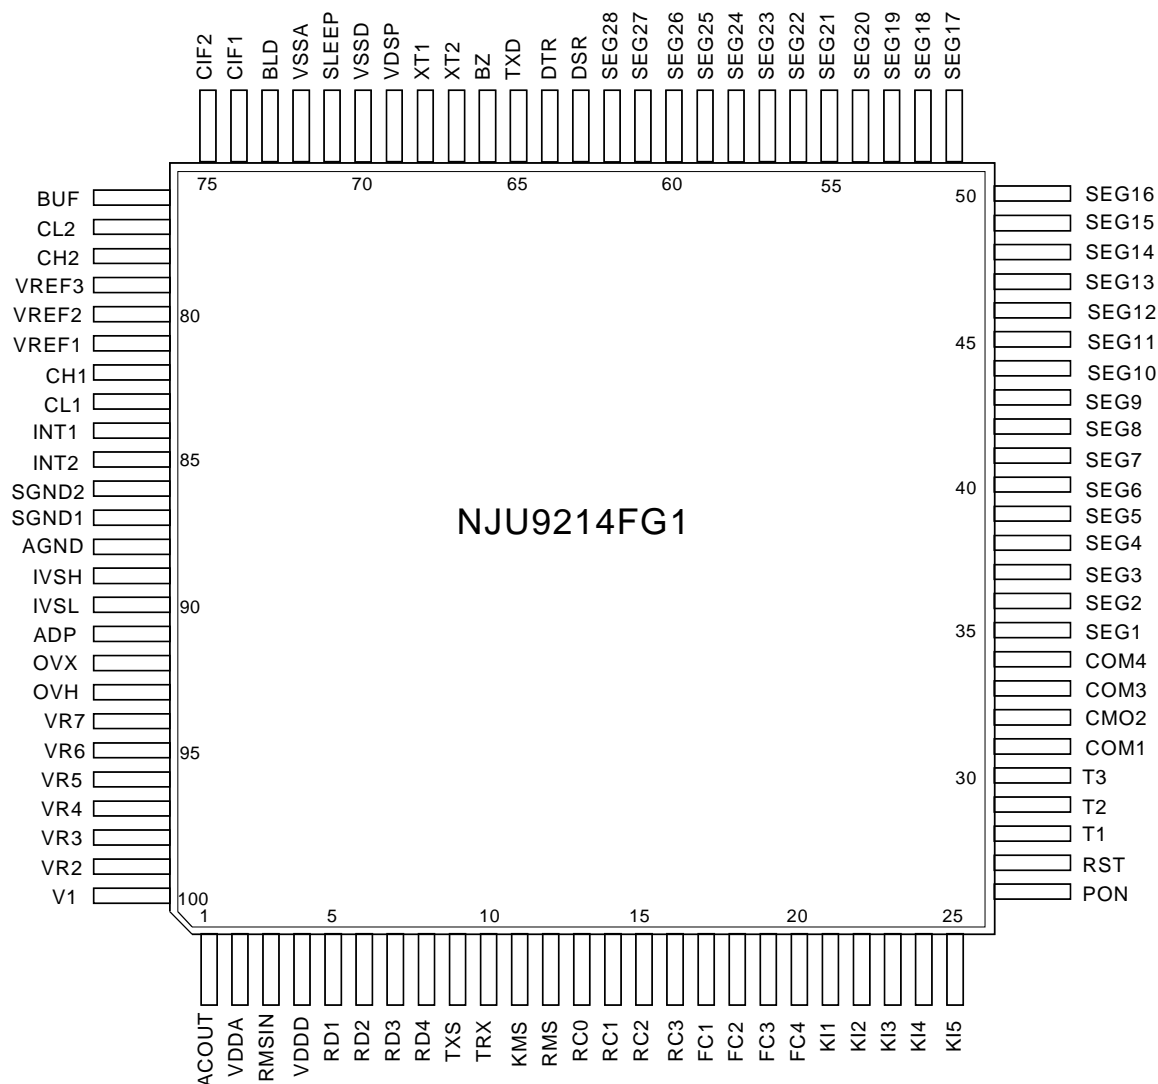 CIF2
CIF1
BLD
VSSA
SLEEP
VSSD
VDSP
XT1
XT2
BZ
TXD
DTR
DSR
SEG28
SEG27
SEG26
SEG25
SEG24
SEG23
SEG22
SEG21
SEG20
SEG19
SEG18
SEG17
75
70
65
60
55
BUF
CL2
CH2
VREF3
VREF2
VREF1
CH1
CL1
INT1
INT2
SGND2
SGND1
AGND
IVSH
IVSL
ADP
OVX
OVH
VR7
VR6
VR5
VR4
VR3
VR2
V1
80
85
90
95
100
NJU9214FG1
50
45
40
35
30
SEG16
SEG15
SEG14
SEG13
SEG12
SEG11
SEG10
SEG9
SEG8
SEG7
SEG6
SEG5
SEG4
SEG3
SEG2
SEG1
COM4
COM3
CMO2
COM1
T3
T2
T1
RST
PON
1
5
10
15
20
25
ACOUT
VDDA
RMSIN
VDDD
RD1
RD2
RD3
RD4
TXS
TRX
KMS
RMS
RC0
RC1
RC2
RC3
FC1
FC2
FC3
FC4
KI1
KI2
KI3
KI4
KI5